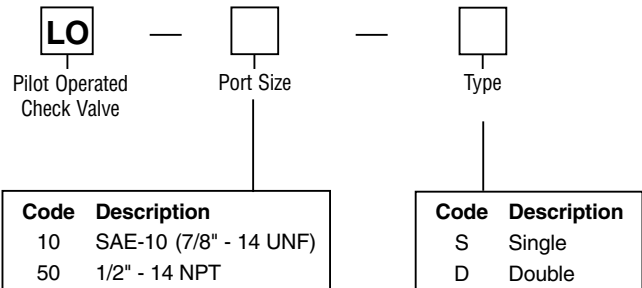 LO — —
Pilot Operated
Check Valve
Port Size
Type
Code Description
10 SAE-10 (7/8" - 14 UNF)
50 1/2" - 14 NPT
Code Description
S Single
D Double